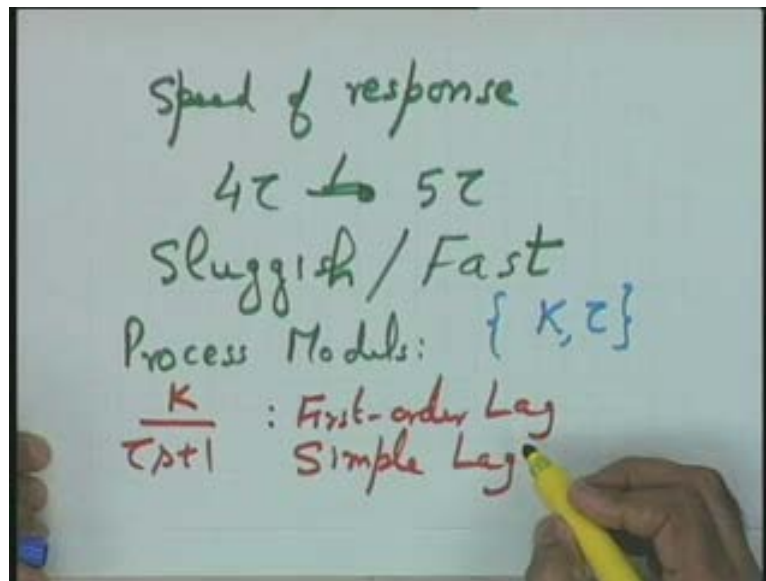 Speed of response
4τ to 5τ
Sluggish / Fast
Process Models: { K, τ }
K / τs+1 : First-order Lag
Simple Lag